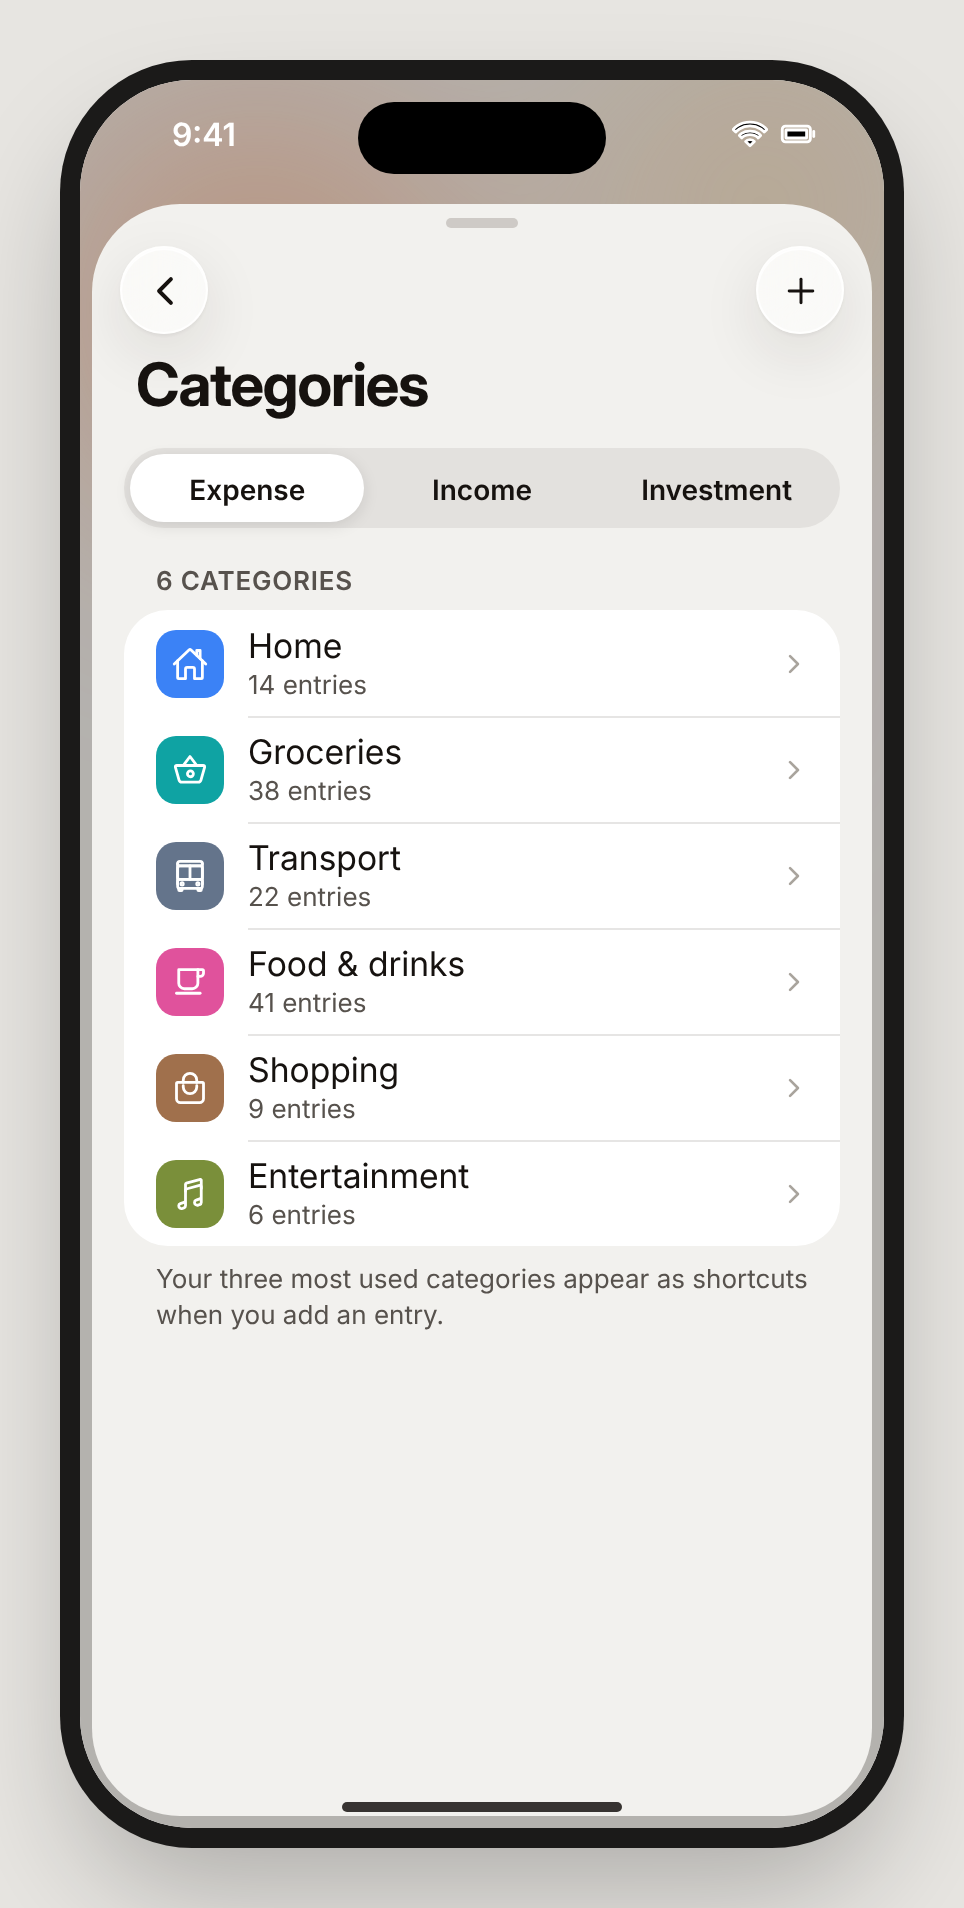 9:41
Categories
Expense Income Investment
6 CATEGORIES
Home
14 entries
Groceries
38 entries
Transport
22 entries
Food & drinks
41 entries
Shopping
9 entries
Entertainment
6 entries
Your three most used categories appear as shortcuts
when you add an entry.